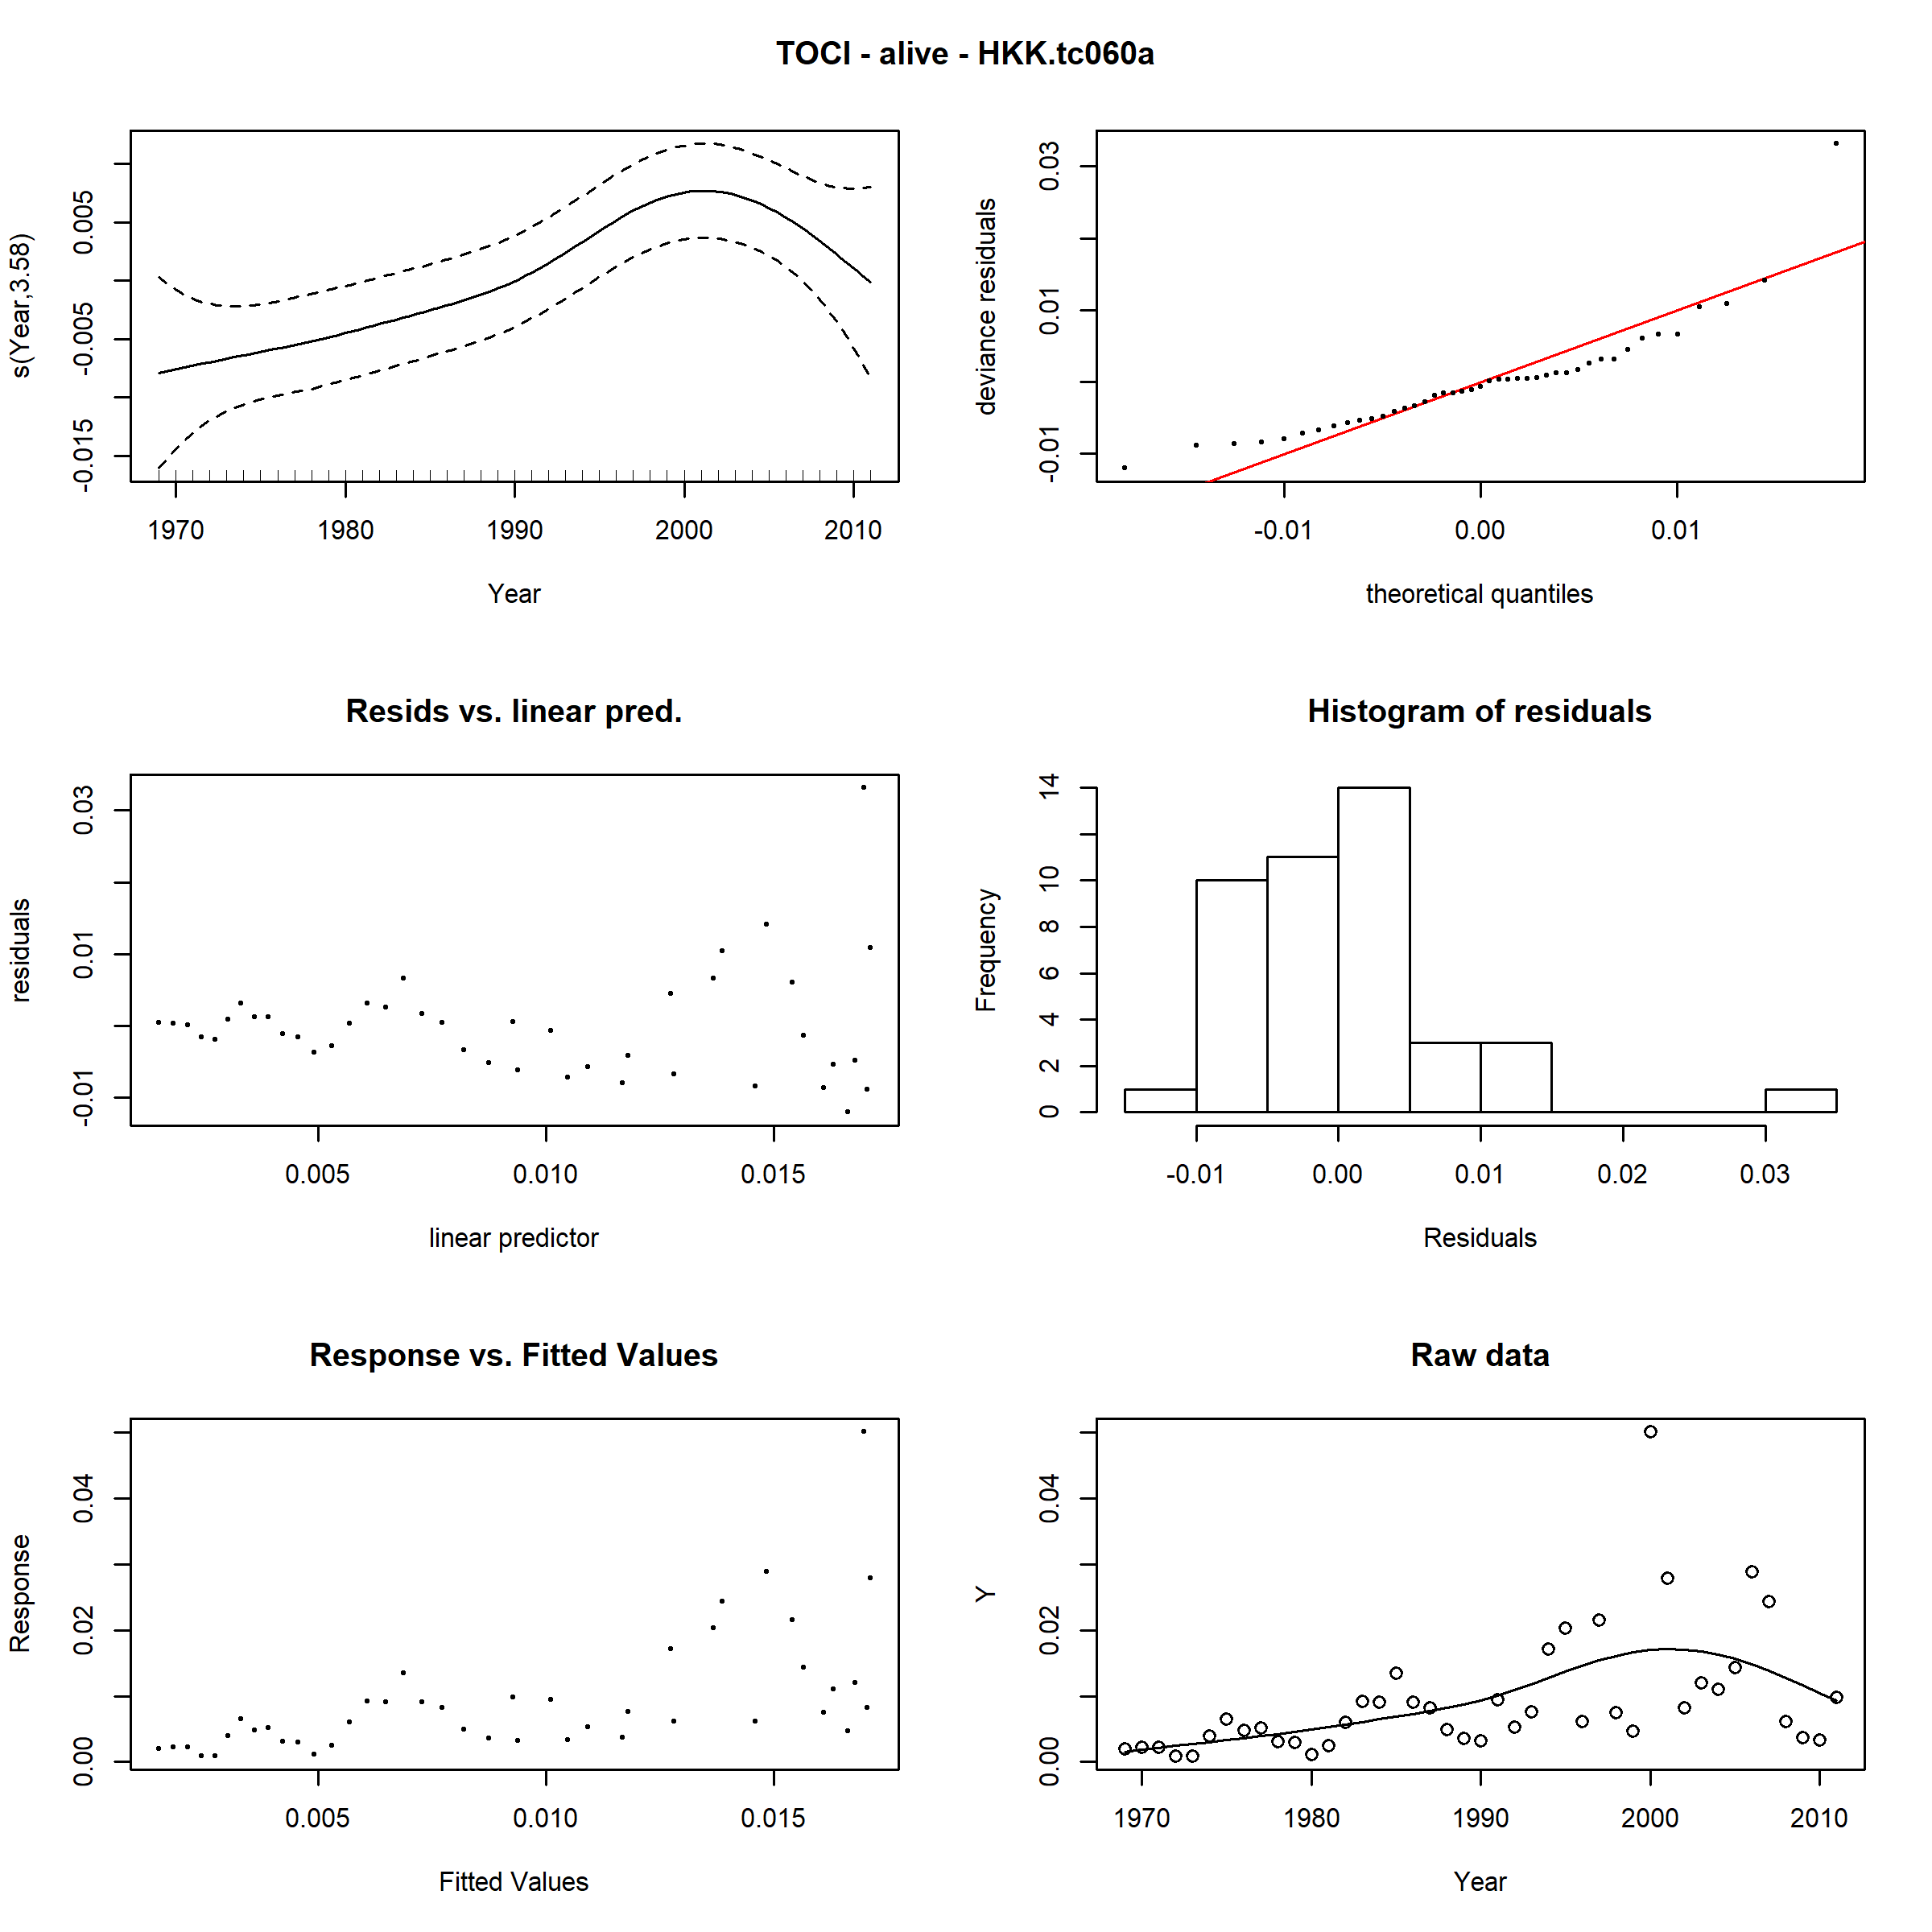 TOCI - alive - HKK.tc060a
s(Year,3.58)
-0.015 -0.005 0.005
1970 1980 1990 2000 2010
Year
deviance residuals
-0.01 0.01 0.03
-0.01 0.00 0.01
theoretical quantiles
Resids vs. linear pred.
residuals
-0.01 0.01 0.03
0.005 0.010 0.015
linear predictor
Histogram of residuals
Frequency
0 2 4 6 8 10 14
-0.01 0.00 0.01 0.02 0.03
Residuals
Response vs. Fitted Values
Response
0.00 0.02 0.04
0.005 0.010 0.015
Fitted Values
Raw data
Y
0.00 0.02 0.04
1970 1980 1990 2000 2010
Year